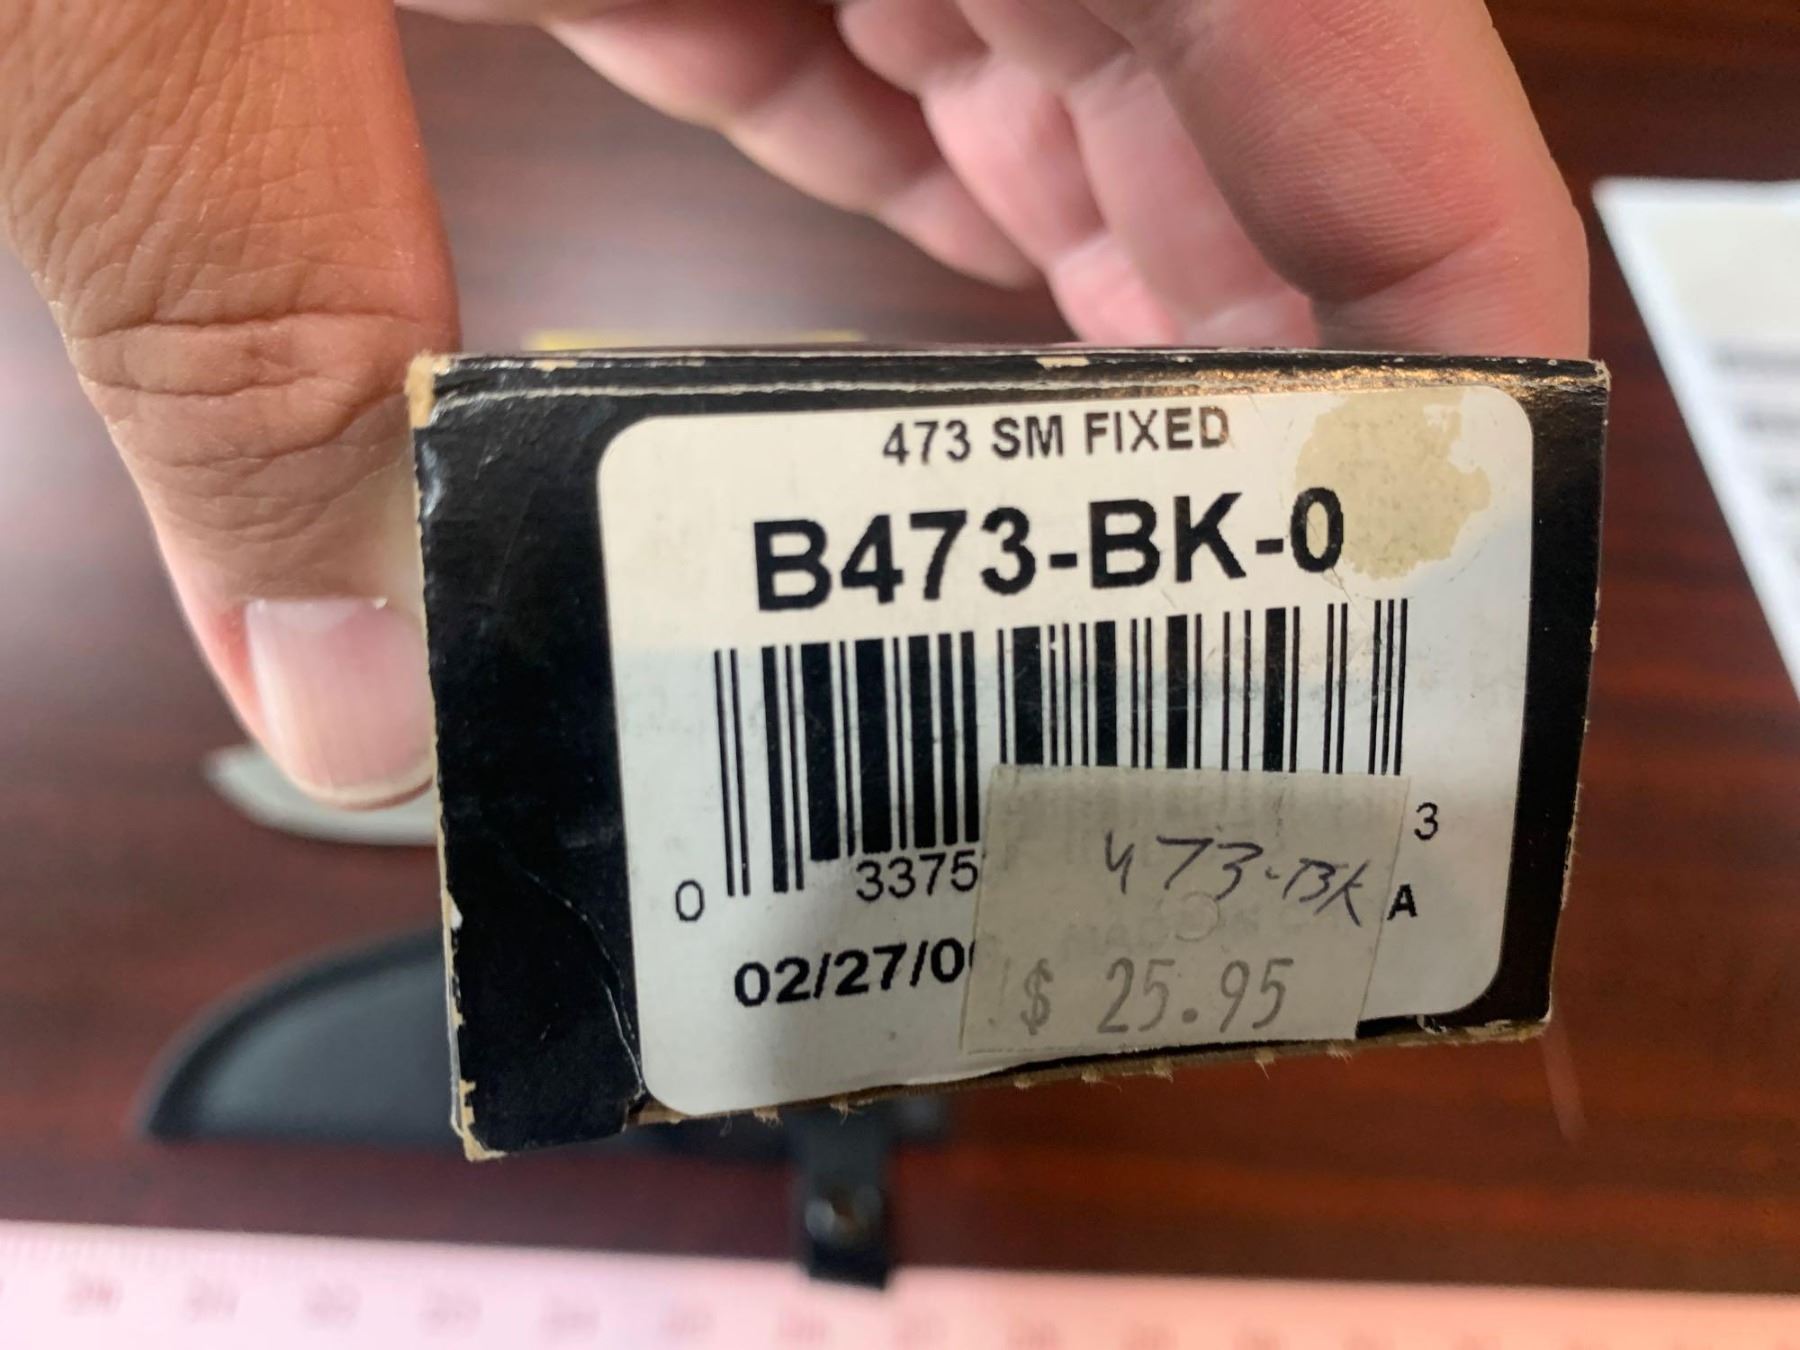 473 SM FIXED
B473-BK-0
0 3375 3
473-BK A
02/27/0
$ 25.95